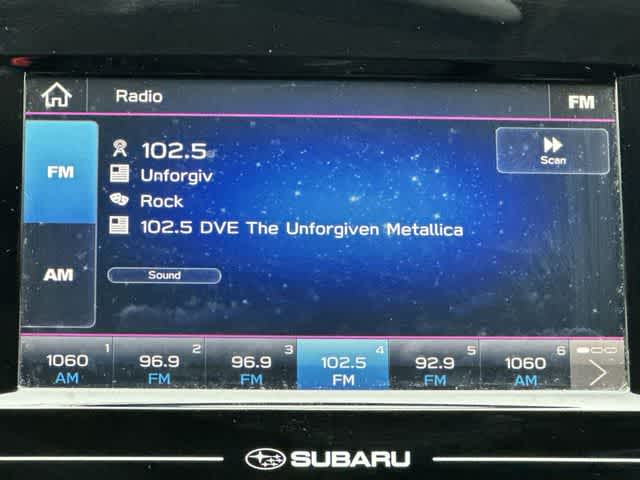 Radio
FM
FM
102.5
Scan
Unforgiv
Rock
102.5 DVE The Unforgiven Metallica
AM
Sound
1060 1
AM
96.9 2
FM
96.9 3
FM
102.5 4
FM
92.9 5
FM
1060 6
AM
SUBARU